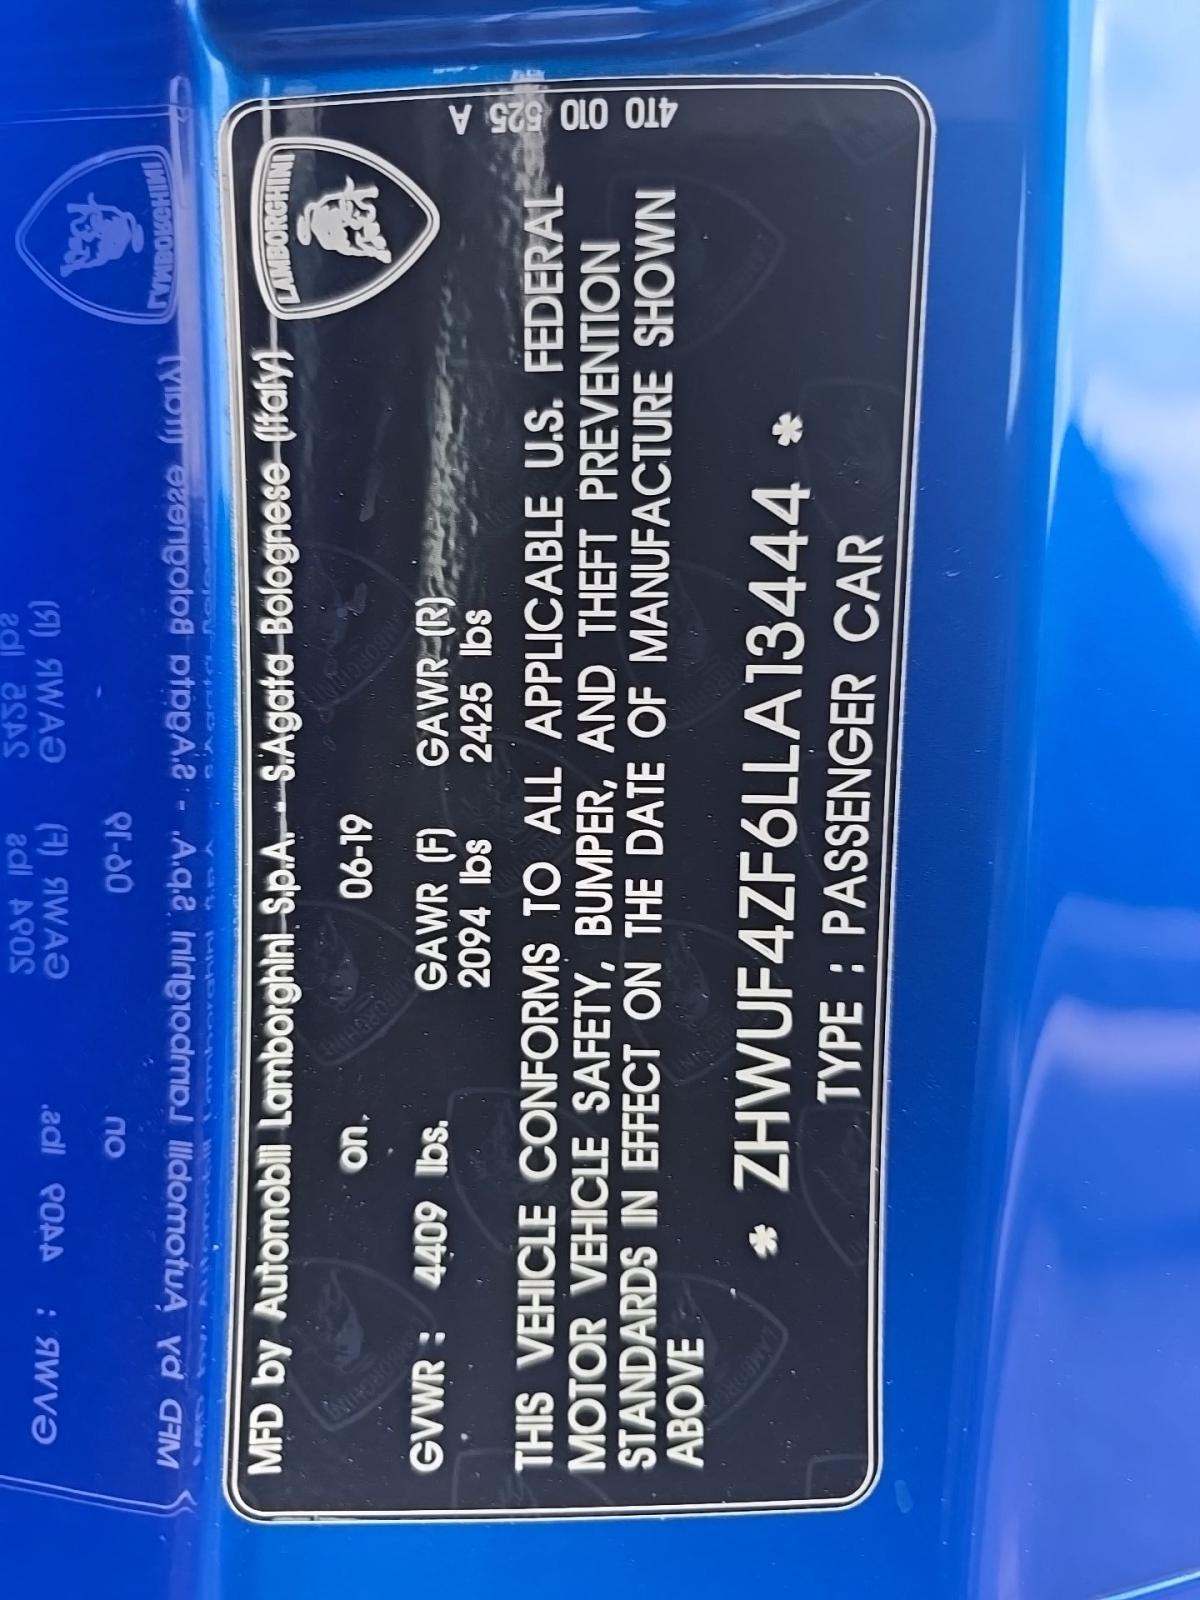 MFD by Automobili Lamborghini S.p.A. - S.Agata Bolognese (Italy)
LAMBORGHINI
on. 06-19
GVWR : 4409 lbs. GAWR (F) GAWR (R)
2094 lbs 2425 lbs
THIS VEHICLE CONFORMS TO ALL APPLICABLE U.S. FEDERAL
MOTOR VEHICLE SAFETY, BUMPER, AND THEFT PREVENTION
STANDARDS IN EFFECT ON THE DATE OF MANUFACTURE SHOWN
ABOVE
* ZHWUF4ZF6LLA13444 *
TYPE : PASSENGER CAR
4T0 010 525 A